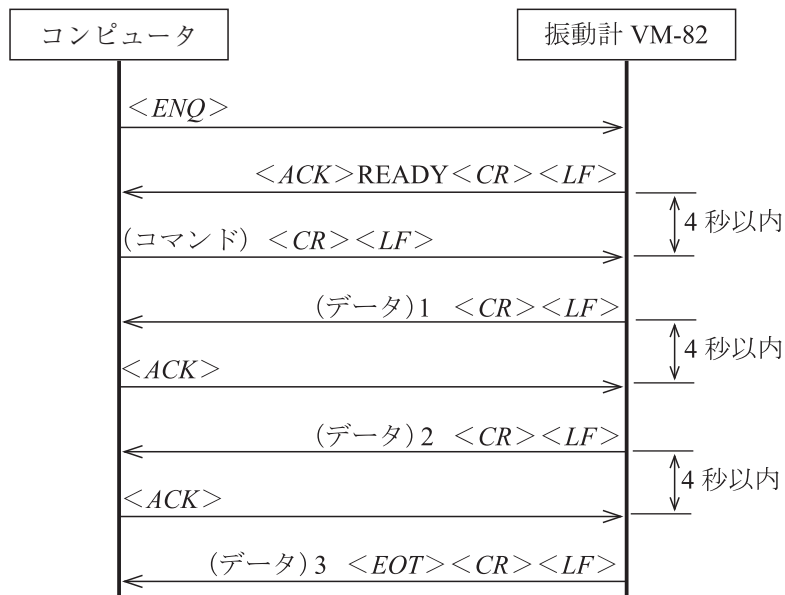 コンピュータ
振動計 VM-82
<ENQ>
<ACK>READY<CR><LF>
4 秒以内
(コマンド) <CR><LF>
(データ)1 <CR><LF>
4 秒以内
<ACK>
(データ)2 <CR><LF>
4 秒以内
<ACK>
(データ)3 <EOT><CR><LF>